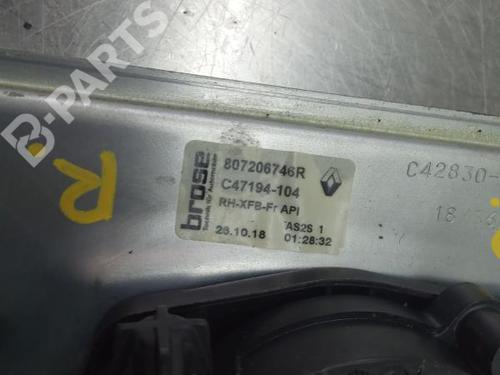 B-PARTS
R
brose
Technik für Automobile
807206746R
C47194-104
RH-XFB-Fr API
26.10.18
AS2S 1
01:28:32
C42830-
18